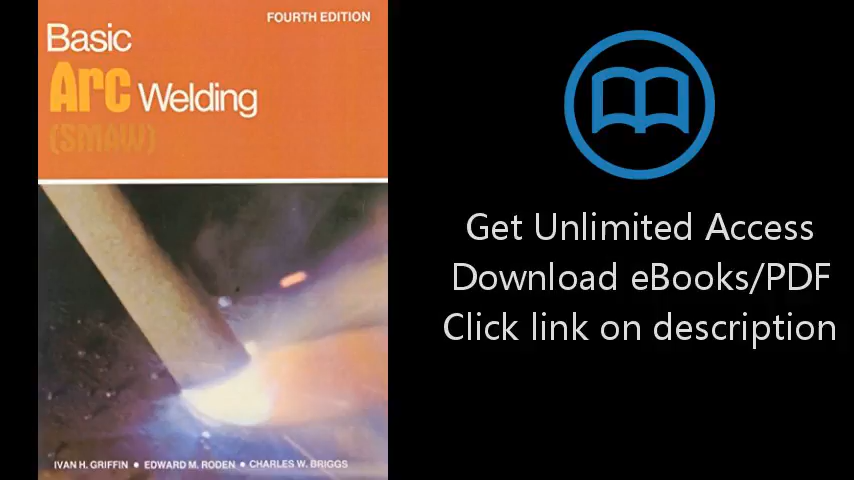 FOURTH EDITION
Basic
Arc Welding
(SMAW)
IVAN H. GRIFFIN ● EDWARD M. RODEN ● CHARLES W. BRIGGS
Get Unlimited Access
Download eBooks/PDF
Click link on description